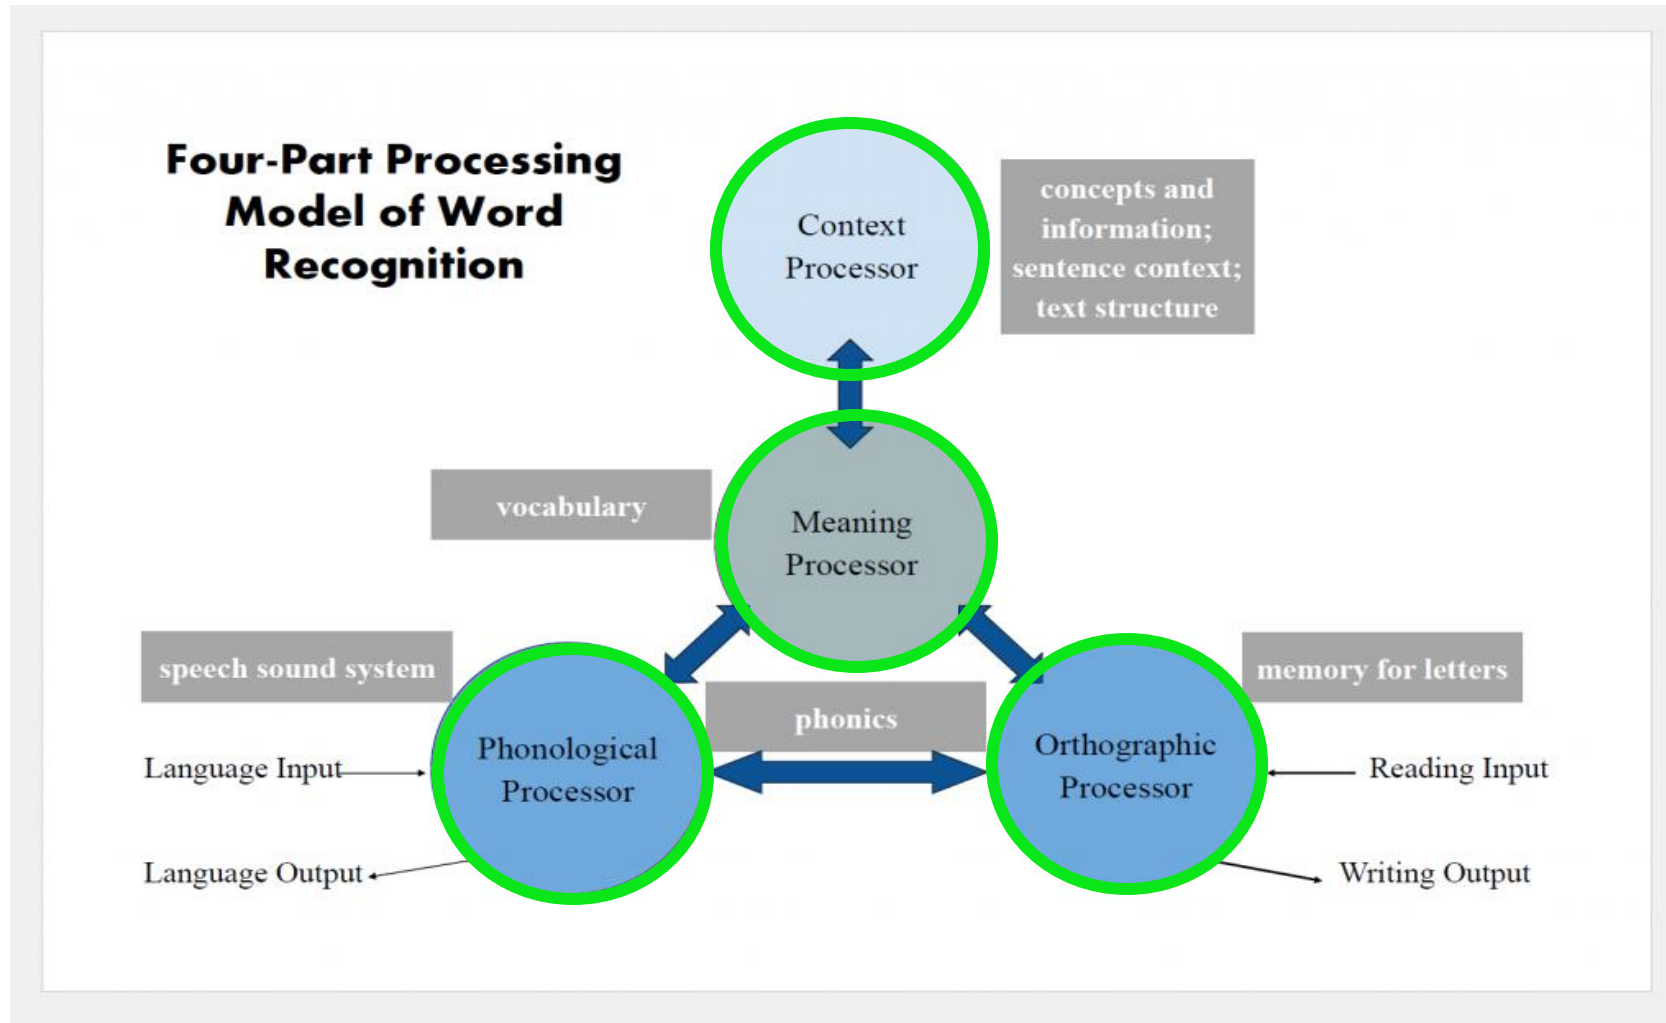 Four-Part Processing
Model of Word
Recognition
Context
Processor
concepts and
information;
sentence context;
text structure
vocabulary
Meaning
Processor
speech sound system
memory for letters
phonics
Phonological
Processor
Orthographic
Processor
Language Input
Reading Input
Language Output
Writing Output